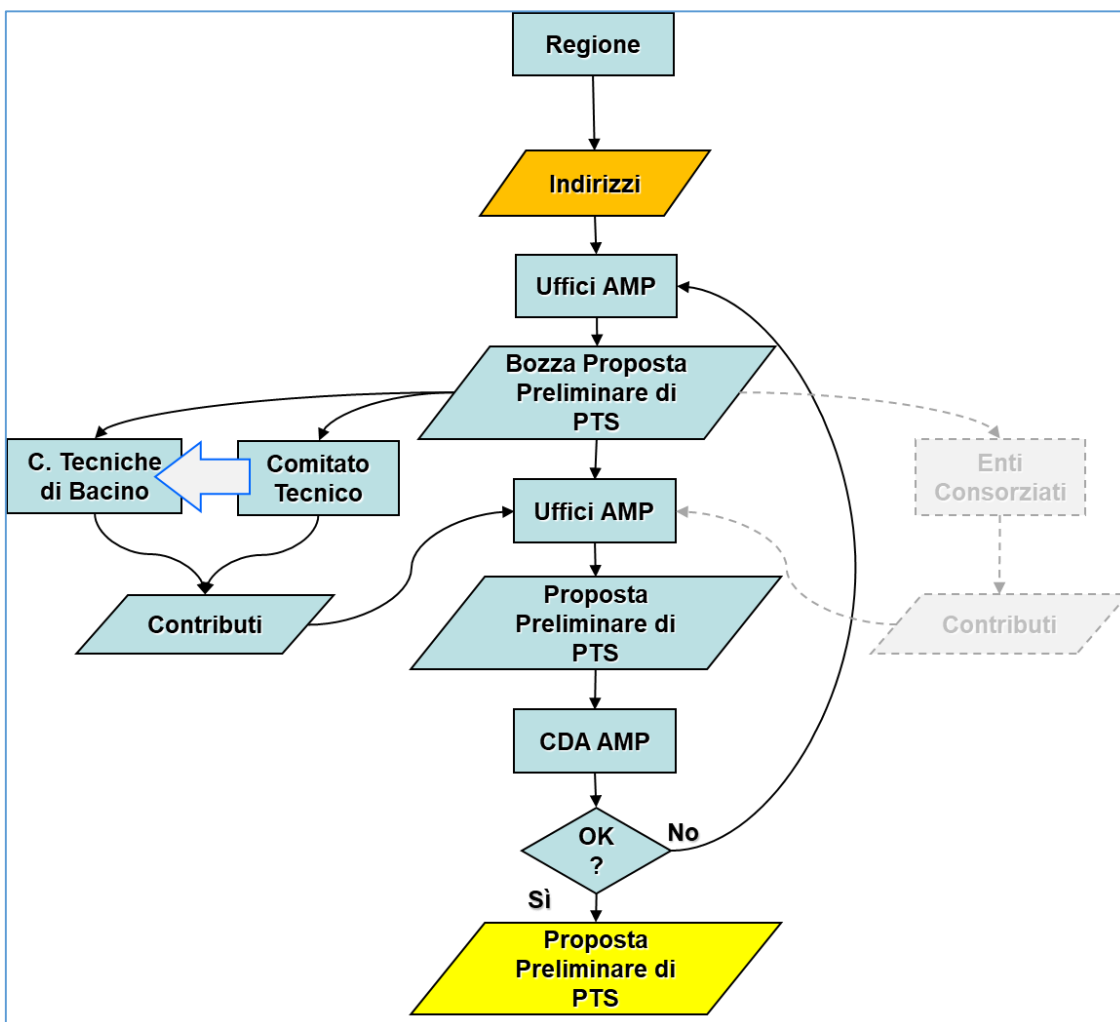 Regione
Indirizzi
Uffici AMP
Bozza Proposta
Preliminare di
PTS
C. Tecniche
di Bacino
Comitato
Tecnico
Enti
Consorziati
Uffici AMP
Contributi
Proposta
Preliminare di
PTS
Contributi
CDA AMP
OK
?
No
Sì
Proposta
Preliminare di
PTS